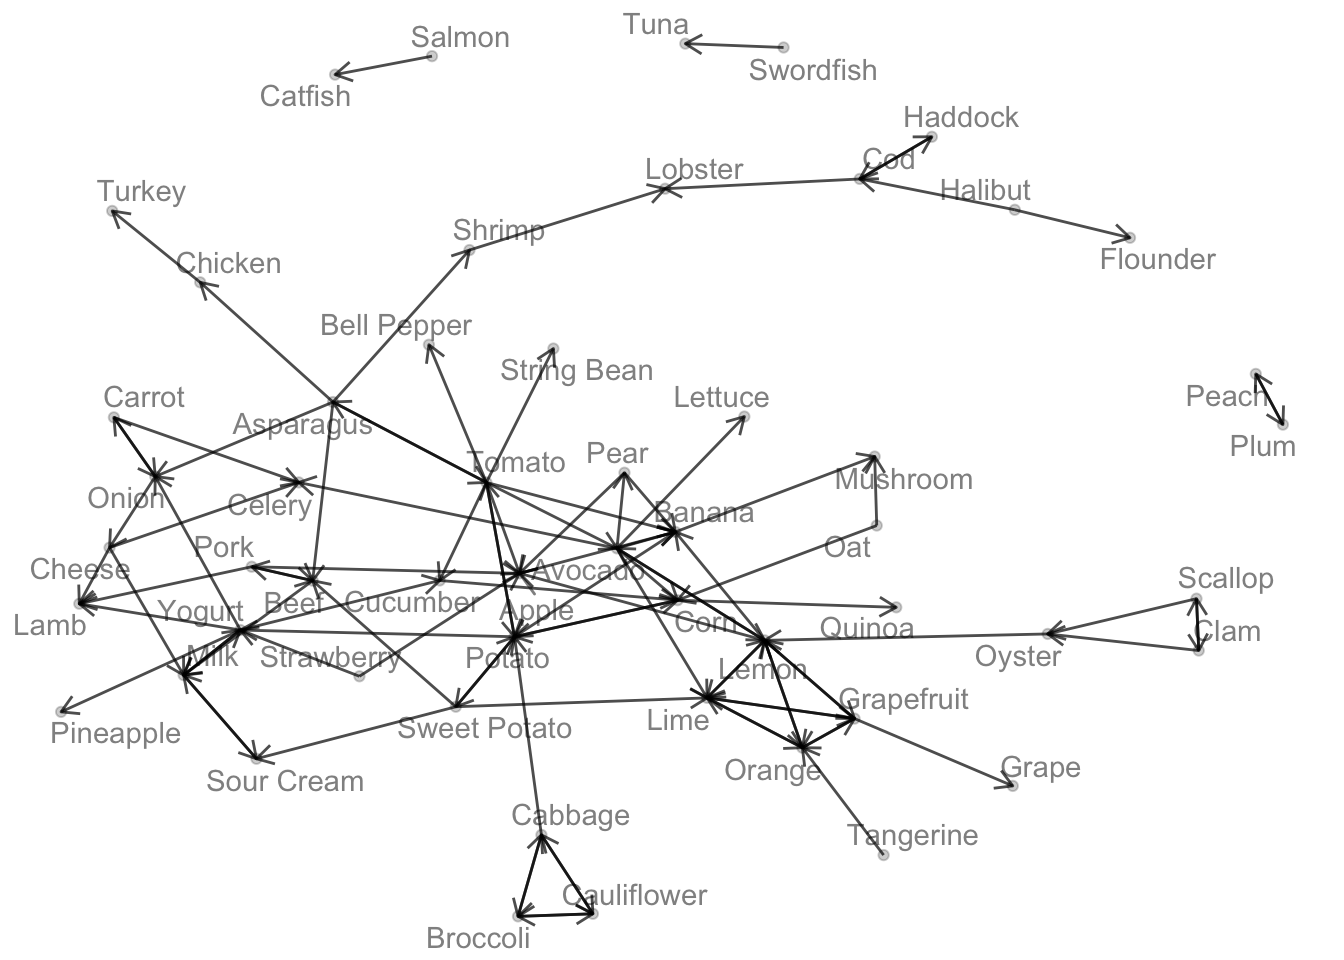 Tuna
Salmon
Swordfish
Catfish
Haddock
Cod
Lobster
Halibut
Turkey
Shrimp
Flounder
Chicken
Bell Pepper
String Bean
Carrot
Lettuce
Peach
Asparagus
Plum
Pear
Tomato
Mushroom
Onion
Celery
Banana
Pork
Oat
Cheese
Avocado
Scallop
Yogurt
Beef
Cucumber
Apple
Lamb
Corn
Quinoa
Clam
Milk
Strawberry
Potato
Oyster
Lemon
Grapefruit
Pineapple
Sweet Potato
Lime
Sour Cream
Orange
Grape
Cabbage
Tangerine
Cauliflower
Broccoli